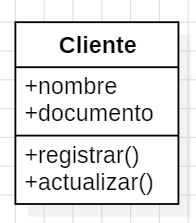 Cliente
+nombre
+documento
+registrar()
+actualizar()